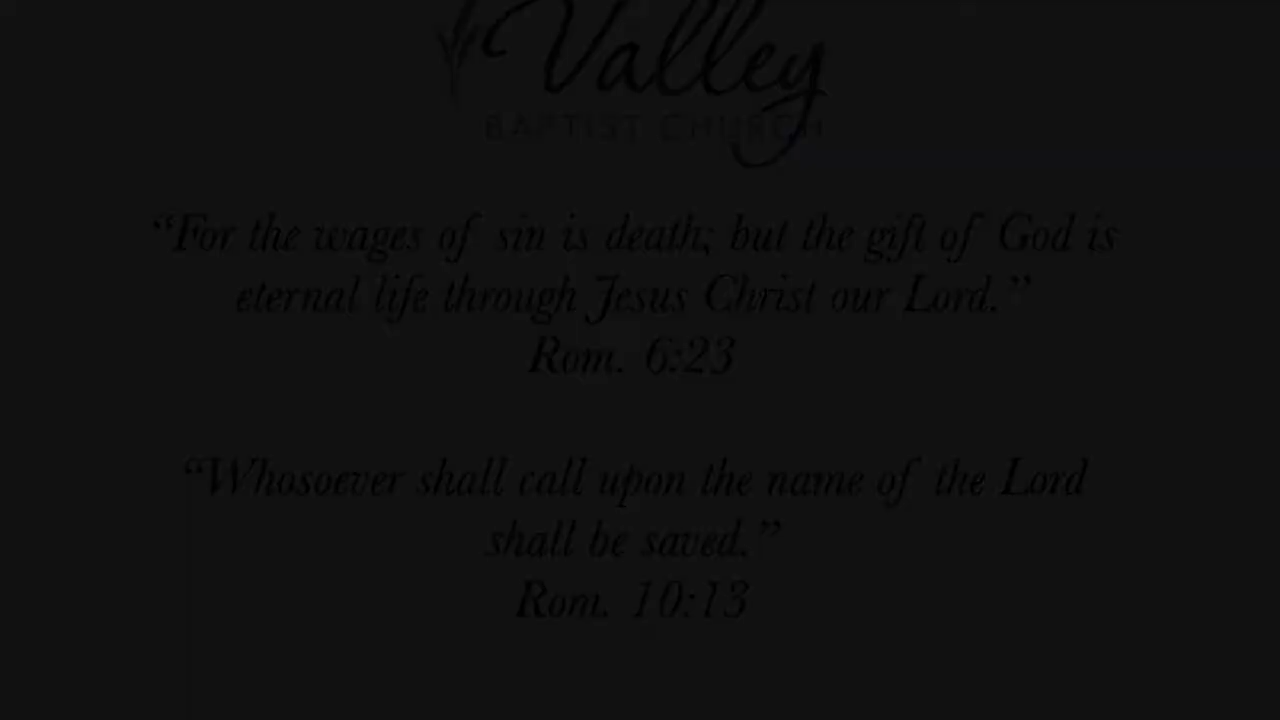 Valley
BAPTIST CHURCH
“For the wages of sin is death; but the gift of God is
eternal life through Jesus Christ our Lord.”
Rom. 6:23
“Whosoever shall call upon the name of the Lord
shall be saved.”
Rom. 10:13